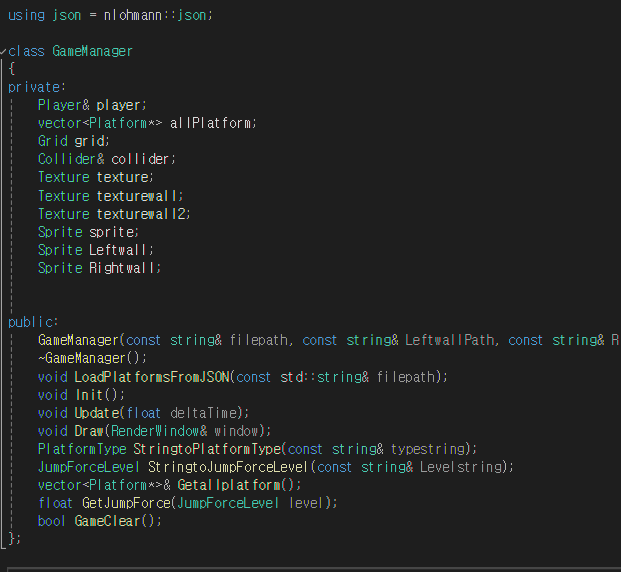 using json = nlohmann::json;
class GameManager
{
private:
Player& player;
vector<Platform*> allPlatform;
Grid grid;
Collider& collider;
Texture texture;
Texture texturewall;
Texture texturewall2;
Sprite sprite;
Sprite Leftwall;
Sprite Rightwall;
public:
GameManager(const string& filepath, const string& LeftwallPath, const string& R
~GameManager();
void LoadPlatformsFromJSON(const std::string& filepath);
void Init();
void Update(float deltaTime);
void Draw(RenderWindow& window);
PlatformType StringtoPlatformType(const string& typestring);
JumpForceLevel StringtoJumpForceLevel(const string& Levelstring);
vector<Platform*>& Getallplatform();
float GetJumpForce(JumpForceLevel level);
bool GameClear();
};